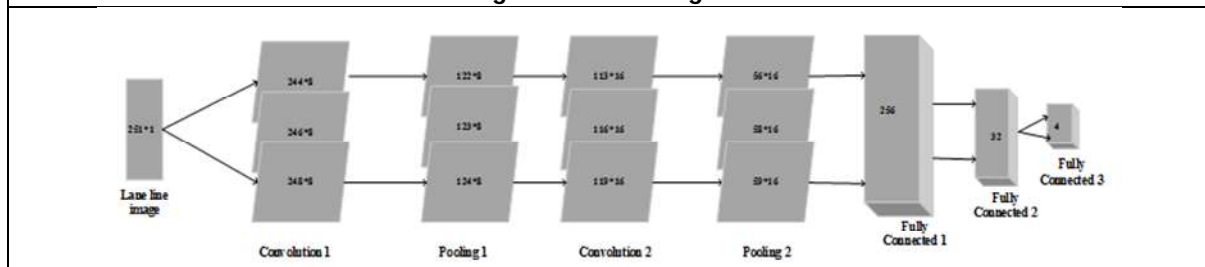 244*8 122*8 113*16 56*16
251*1 246*8 123*8 116*16 58*16 256 32 4
248*8 124*8 119*16 59*16
Lane line
image
Convolution 1
Pooling 1
Convolution 2
Pooling 2
Fully
Connected 1
Fully
Connected 2
Fully
Connected 3